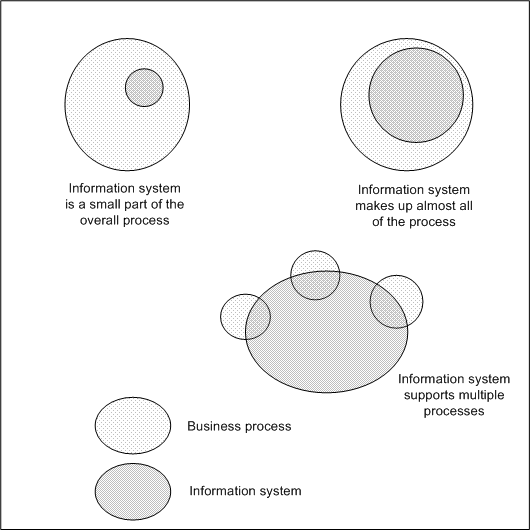 Information system
is a small part of the
overall process
Information system
makes up almost all
of the process
Information system
supports multiple
processes
Business process
Information system